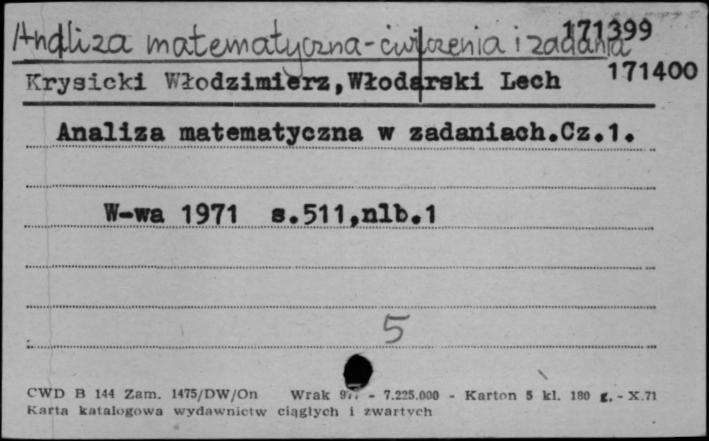 Analiza matematyczna - ćwiczenia i zadania 171399
Krysicki Włodzimierz,Włodarski Lech 171400
Analiza matematyczna w zadaniach.Cz.1.
W-wa 1971 s.511,nlb.1
5
CWD B 144 Zam. 1475/DW/On Wrak - 7.225.000 - Karton 5 kl. 180 g. - X.71
Karta katalogowa wydawnictw ciągłych i zwartych